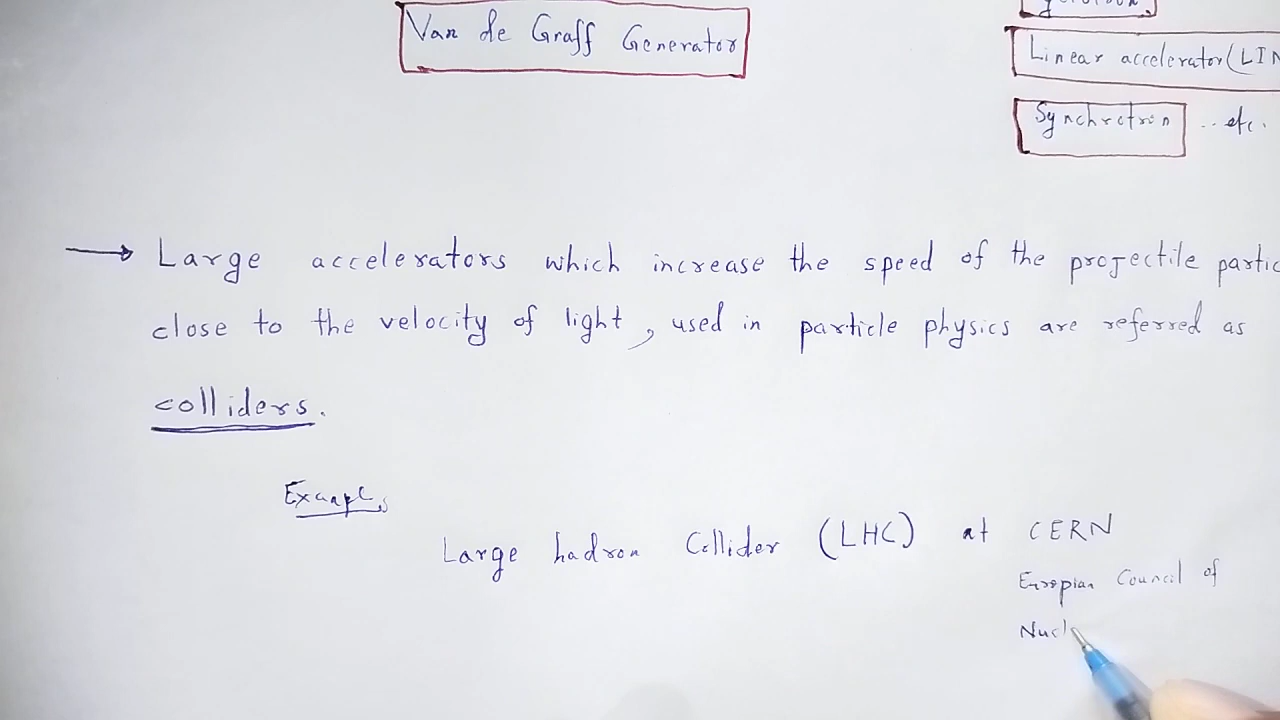 Van de Graff Generator
Linear accelerator (LIN
Synchrotron ... etc.
→ Large accelerators which increase the speed of the projectile partic
close to the velocity of light, used in particle physics are referred as
colliders.
Examples
Large hadron Collider (LHC) at CERN
Europian Council of
Nucl